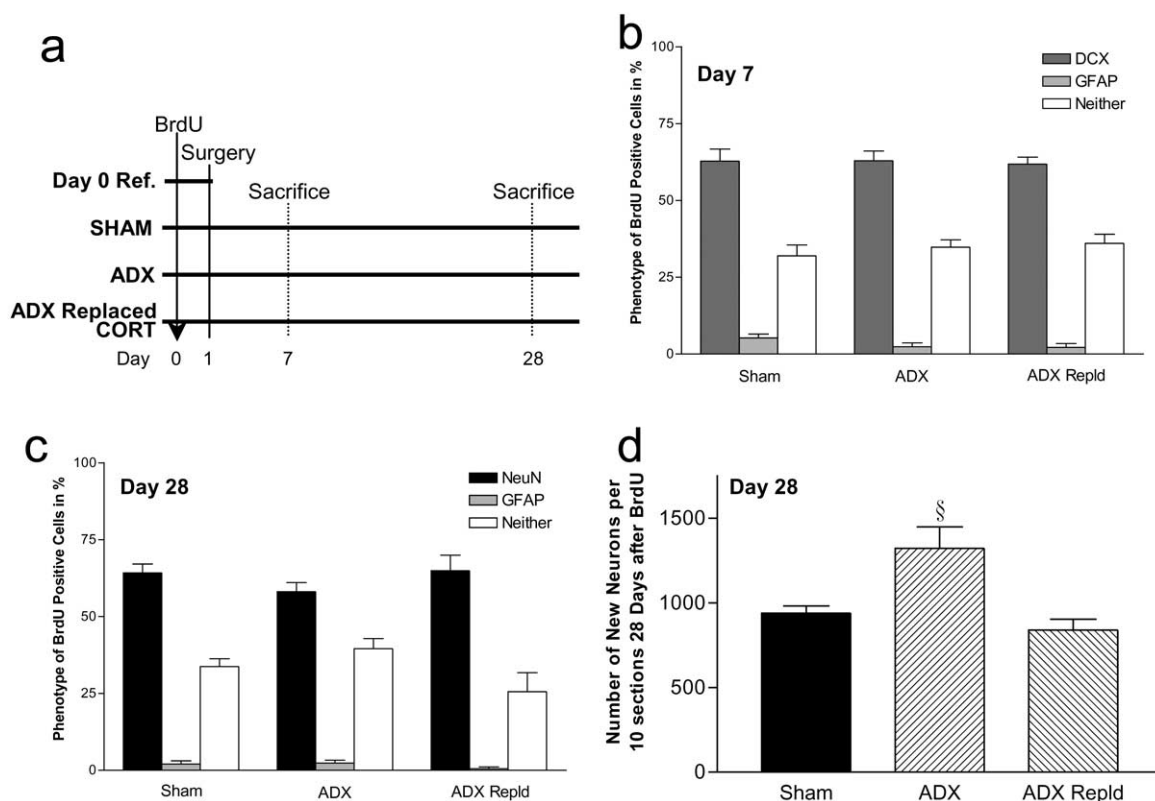 a
BrdU
Surgery
Day 0 Ref.
Sacrifice
Sacrifice
SHAM
ADX
ADX Replaced
CORT
Day
0
1
7
28
b
Day 7
DCX
GFAP
Neither
Phenotype of BrdU Positive Cells in %
100
75
50
25
0
Sham
ADX
ADX Repld
c
Day 28
NeuN
GFAP
Neither
Phenotype of BrdU Positive Cells in %
100
75
50
25
0
Sham
ADX
ADX Repld
d
Day 28
§
Number of New Neurons per
10 sections 28 Days after BrdU
1500
1000
500
0
Sham
ADX
ADX Repld